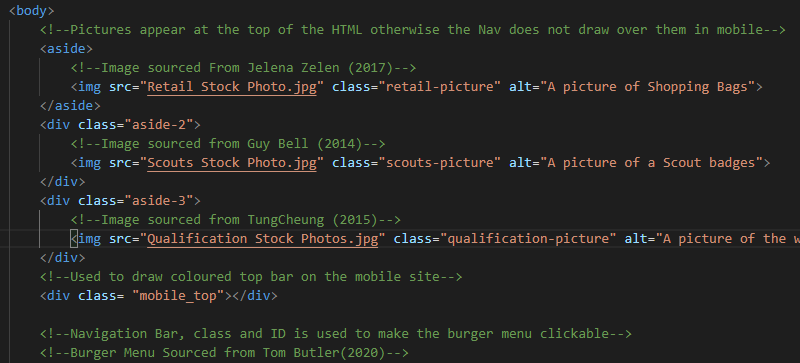 <body>
<!--Pictures appear at the top of the HTML otherwise the Nav does not draw over them in mobile-->
<aside>
<!--Image sourced From Jelena Zelen (2017)-->
<img src="Retail Stock Photo.jpg" class="retail-picture" alt="A picture of Shopping Bags">
</aside>
<div class="aside-2">
<!--Image sourced from Guy Bell (2014)-->
<img src="Scouts Stock Photo.jpg" class="scouts-picture" alt="A picture of a Scout badges">
</div>
<div class="aside-3">
<!--Image sourced from TungCheung (2015)-->
<img src="Qualification Stock Photos.jpg" class="qualification-picture" alt="A picture of the
</div>
<!--Used to draw coloured top bar on the mobile site-->
<div class= "mobile_top"></div>
<!--Navigation Bar, class and ID is used to make the burger menu clickable-->
<!--Burger Menu Sourced from Tom Butler(2020)-->